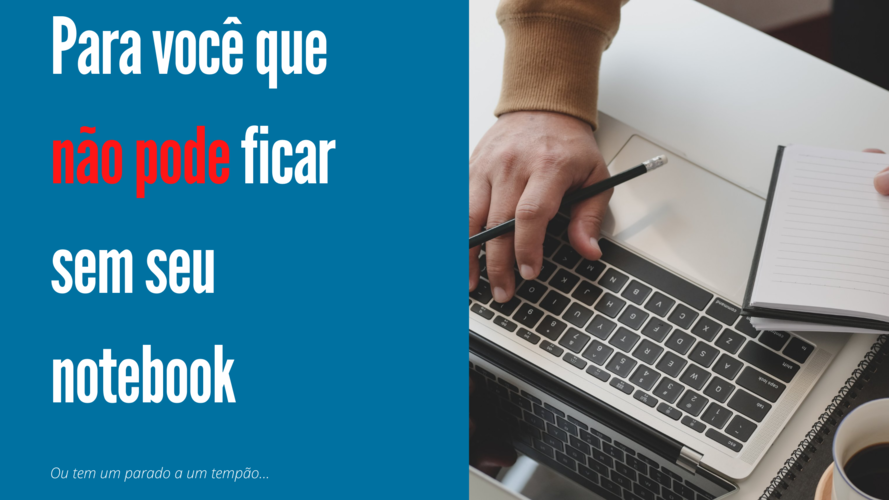 Para você que
não pode ficar
sem seu
notebook
Ou tem um parado a um tempão...